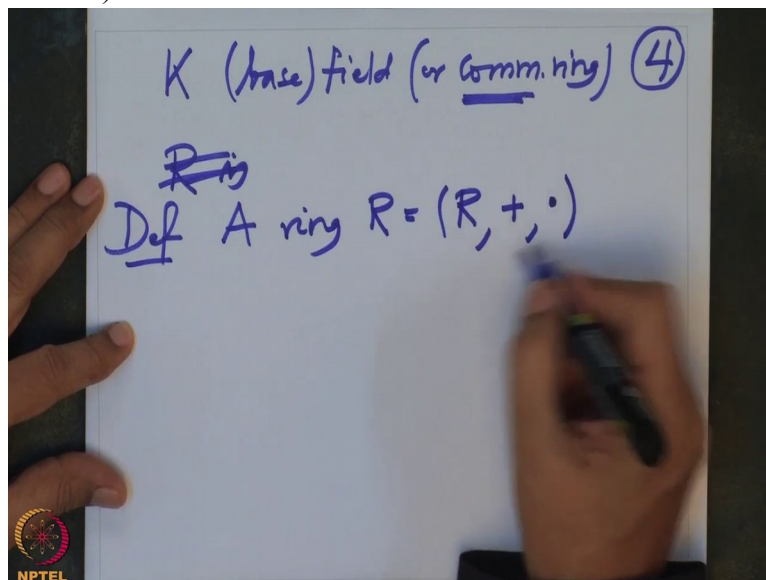 K (base) field (or comm. ring) 4
R is
Def A ring R = (R, +, •)
NPTEL